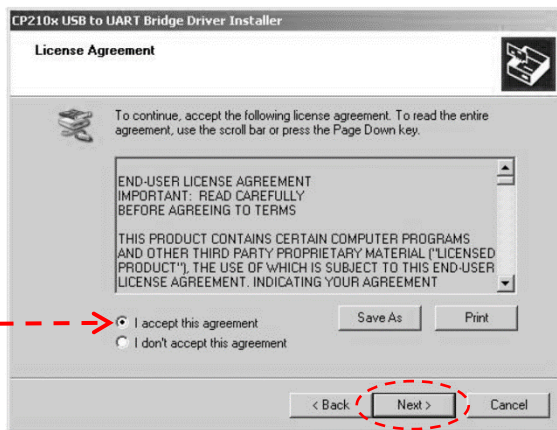 CP210x USB to UART Bridge Driver Installer
License Agreement
To continue, accept the following license agreement. To read the entire
agreement, use the scroll bar or press the Page Down key.
END-USER LICENSE AGREEMENT
IMPORTANT:  READ CAREFULLY
BEFORE AGREEING TO TERMS
THIS PRODUCT CONTAINS CERTAIN COMPUTER PROGRAMS
AND OTHER THIRD PARTY PROPRIETARY MATERIAL ("LICENSED
PRODUCT"), THE USE OF WHICH IS SUBJECT TO THIS END-USER
LICENSE AGREEMENT. INDICATING YOUR AGREEMENT
I accept this agreement
Save As
Print
I don't accept this agreement
< Back
Next >
Cancel